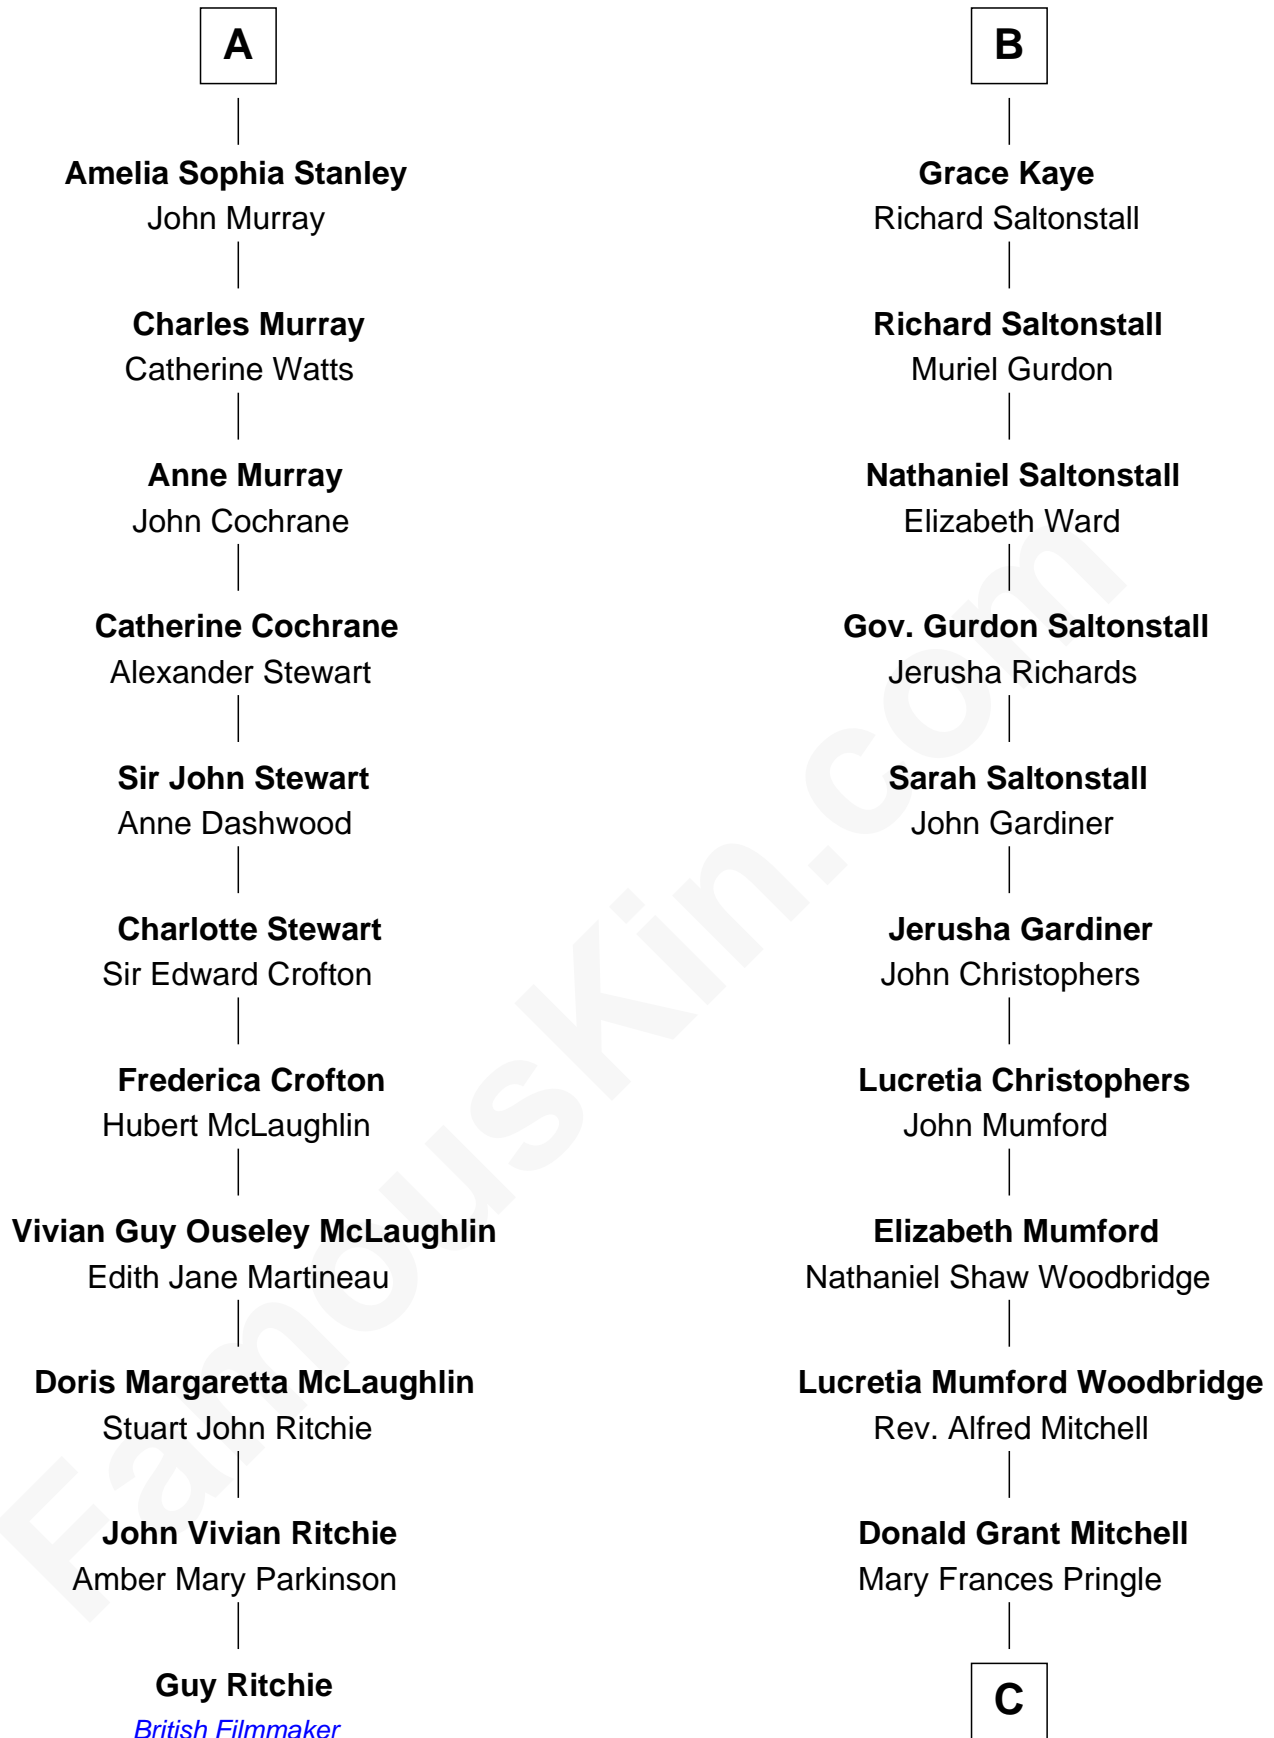 A
Amelia Sophia Stanley
John Murray
Charles Murray
Catherine Watts
Anne Murray
John Cochrane
Catherine Cochrane
Alexander Stewart
Sir John Stewart
Anne Dashwood
Charlotte Stewart
Sir Edward Crofton
Frederica Crofton
Hubert McLaughlin
Vivian Guy Ouseley McLaughlin
Edith Jane Martineau
Doris Margaretta McLaughlin
Stuart John Ritchie
John Vivian Ritchie
Amber Mary Parkinson
Guy Ritchie
British Filmmaker
B
Grace Kaye
Richard Saltonstall
Richard Saltonstall
Muriel Gurdon
Nathaniel Saltonstall
Elizabeth Ward
Gov. Gurdon Saltonstall
Jerusha Richards
Sarah Saltonstall
John Gardiner
Jerusha Gardiner
John Christophers
Lucretia Christophers
John Mumford
Elizabeth Mumford
Nathaniel Shaw Woodbridge
Lucretia Mumford Woodbridge
Rev. Alfred Mitchell
Donald Grant Mitchell
Mary Frances Pringle
C
FamousKin.com